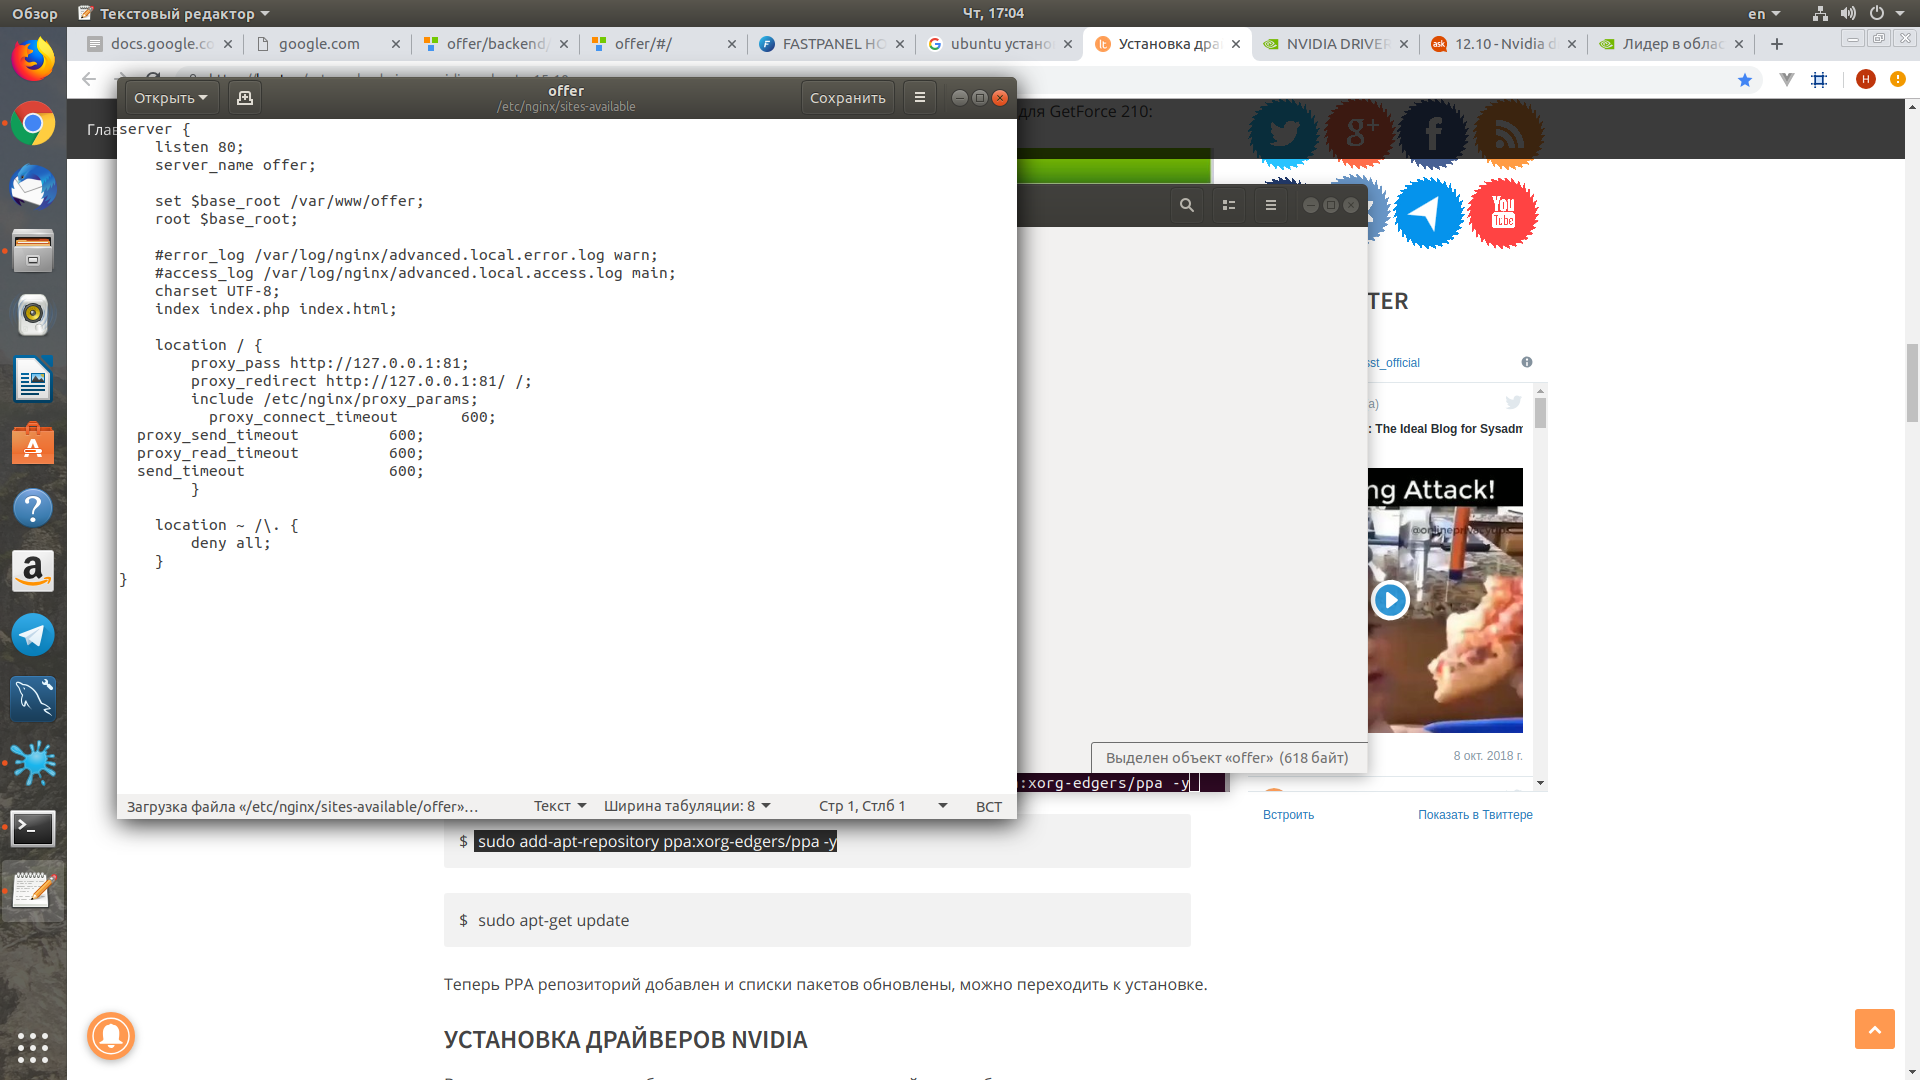 Обзор
Текстовый редактор
Чт, 17:04
en
docs.google.co
google.com
offer/backend/
offer/#/
FASTPANEL HO
ubuntu устано
Установка дра
NVIDIA DRIVER
12.10 - Nvidia d
Лидер в облас
Открыть
offer
/etc/nginx/sites-available
Сохранить
H
Гла
для GetForce 210:
server {
    listen 80;
    server_name offer;
    set $base_root /var/www/offer;
    root $base_root;
    #error_log /var/log/nginx/advanced.local.error.log warn;
    #access_log /var/log/nginx/advanced.local.access.log main;
    charset UTF-8;
    index index.php index.html;
    location / {
        proxy_pass http://127.0.0.1:81;
        proxy_redirect http://127.0.0.1:81/ /;
        include /etc/nginx/proxy_params;
          proxy_connect_timeout       600;
  proxy_send_timeout          600;
  proxy_read_timeout          600;
  send_timeout                600;
        }
    location ~ /\. {
        deny all;
    }
}
Загрузка файла «/etc/nginx/sites-available/offer»…
Текст
Ширина табуляции: 8
Стр 1, Стлб 1
ВСТ
g+
You
Tube
TER
sst_official
a)
: The Ideal Blog for Sysadm
ng Attack!
8 окт. 2018 г.
Встроить
Показать в Твиттере
Выделен объект «offer» (618 байт)
:xorg-edgers/ppa -y
$ sudo add-apt-repository ppa:xorg-edgers/ppa -y
$ sudo apt-get update
Теперь PPA репозиторий добавлен и списки пакетов обновлены, можно переходить к установке.
УСТАНОВКА ДРАЙВЕРОВ NVIDIA